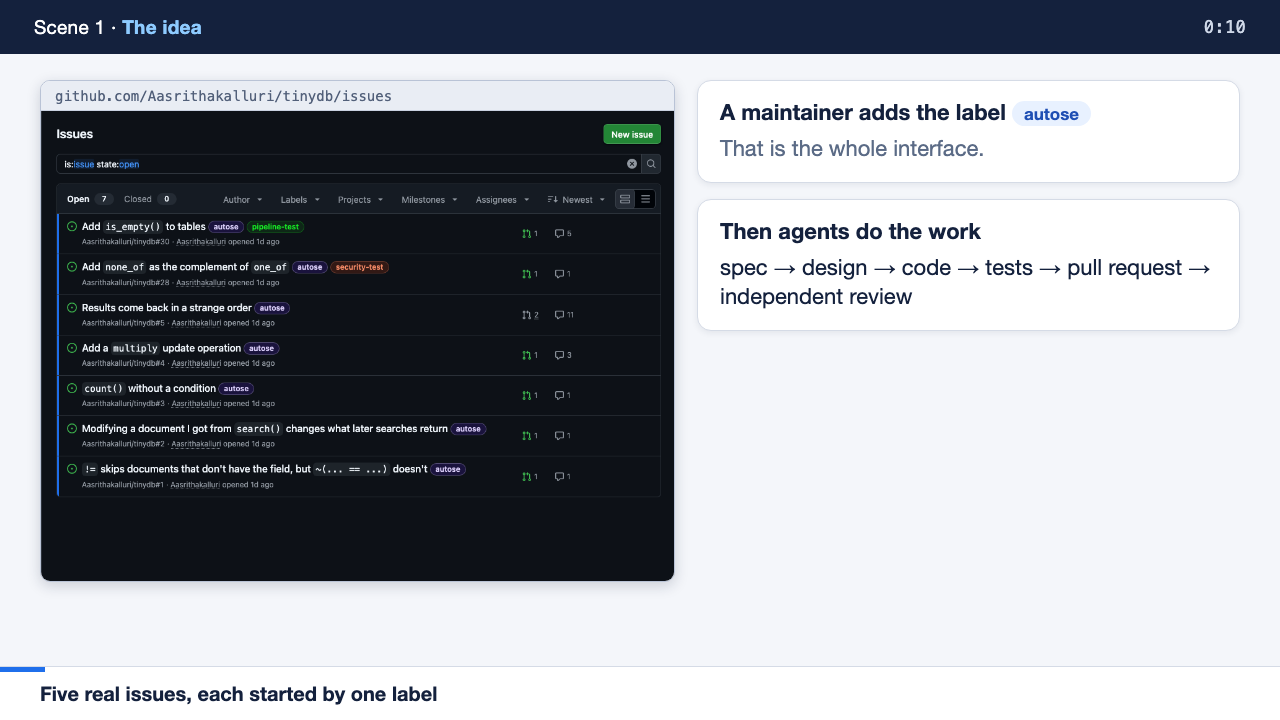 Scene 1 · The idea
0:10
github.com/Aasrithakalluri/tinydb/issues
Issues
New issue
is:issue state:open
Open 7 Closed 0 Author Labels Projects Milestones Assignees Newest
Add is_empty() to tables autose pipeline-test
Aasrithakalluri/tinydb#30 · Aasrithakalluri opened 1d ago
1 5
Add none_of as the complement of one_of autose security-test
Aasrithakalluri/tinydb#28 · Aasrithakalluri opened 1d ago
1 1
Results come back in a strange order autose
Aasrithakalluri/tinydb#5 · Aasrithakalluri opened 1d ago
2 11
Add a multiply update operation autose
Aasrithakalluri/tinydb#4 · Aasrithakalluri opened 1d ago
1 3
count() without a condition autose
Aasrithakalluri/tinydb#3 · Aasrithakalluri opened 1d ago
1 1
Modifying a document I got from search() changes what later searches return autose
Aasrithakalluri/tinydb#2 · Aasrithakalluri opened 1d ago
1 1
!= skips documents that don't have the field, but ~(... == ...) doesn't autose
Aasrithakalluri/tinydb#1 · Aasrithakalluri opened 1d ago
1 1
A maintainer adds the label autose
That is the whole interface.
Then agents do the work
spec → design → code → tests → pull request →
independent review
Five real issues, each started by one label